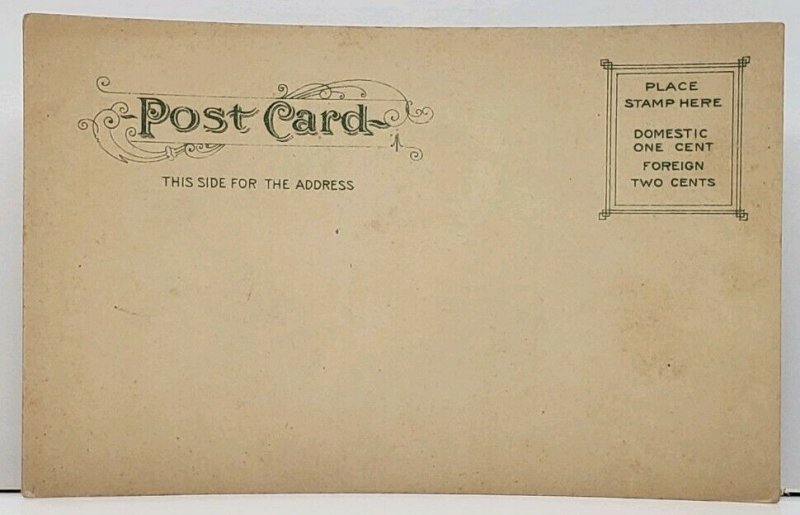 Post Card
THIS SIDE FOR THE ADDRESS
PLACE
STAMP HERE
DOMESTIC
ONE CENT
FOREIGN
TWO CENTS